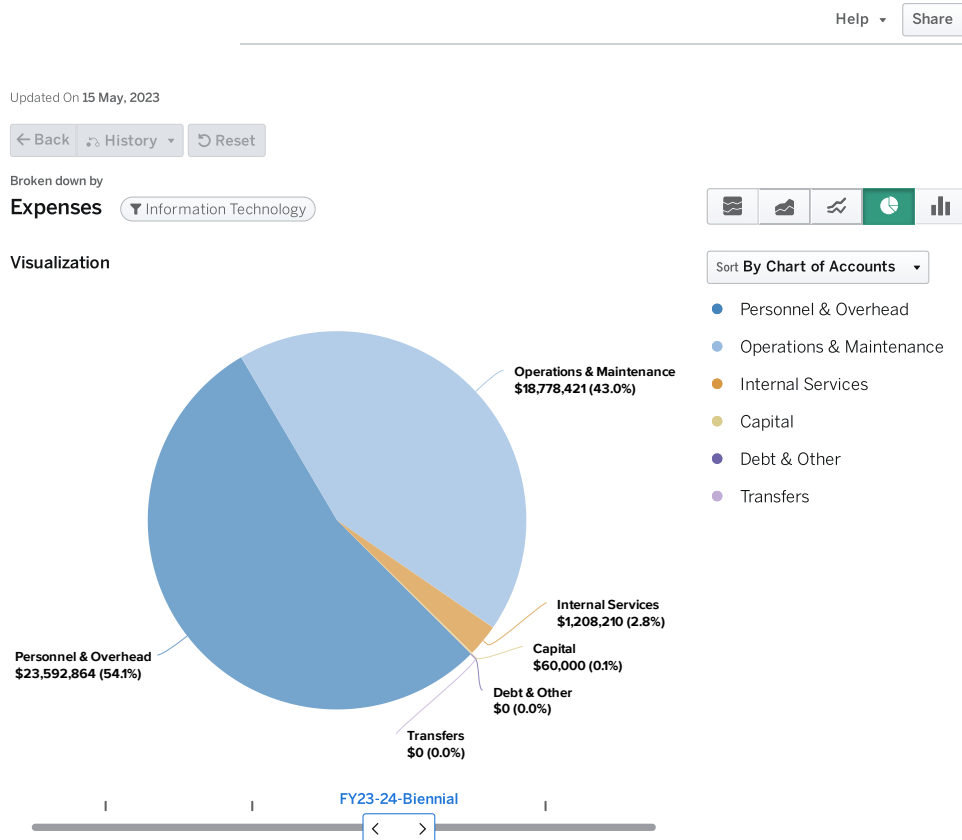 Help
Share
Updated On 15 May, 2023
Back
History
Reset
Broken down by
Expenses
Information Technology
Visualization
Sort By Chart of Accounts
Personnel & Overhead
Operations & Maintenance
Internal Services
Capital
Debt & Other
Transfers
Operations & Maintenance
$18,778,421 (43.0%)
Internal Services
$1,208,210 (2.8%)
Capital
$60,000 (0.1%)
Personnel & Overhead
$23,592,864 (54.1%)
Debt & Other
$0 (0.0%)
Transfers
$0 (0.0%)
FY23-24-Biennial